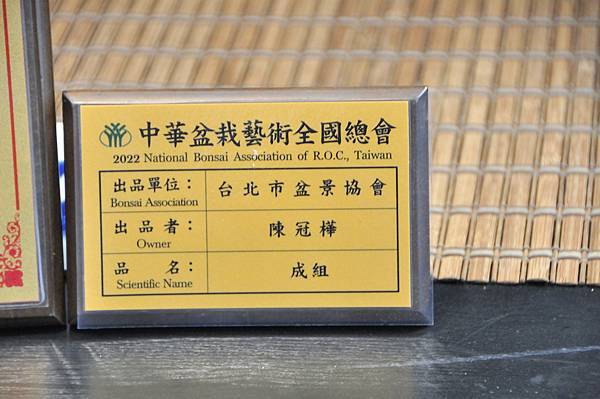 中華盆栽藝術全國總會
2022 National Bonsai Association of R.O.C., Taiwan
出品單位： 台北市盆景協會
Bonsai Association
出品者： 陳冠樺
Owner
品名： 成組
Scientific Name